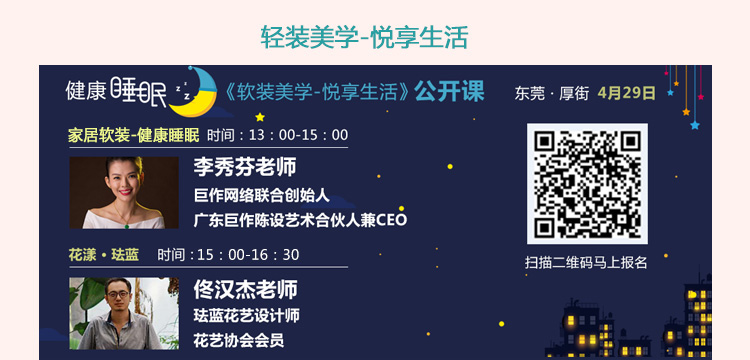 轻装美学-悦享生活
健康睡眠 zzz 《软装美学-悦享生活》公开课 东莞·厚街 4月29日
家居软装-健康睡眠 时间：13：00-15：00
李秀芬老师
巨作网络联合创始人
广东巨作陈设艺术合伙人兼CEO
扫描二维码马上报名
花漾·珐蓝 时间：15：00-16：30
佟汉杰老师
珐蓝花艺设计师
花艺协会会员